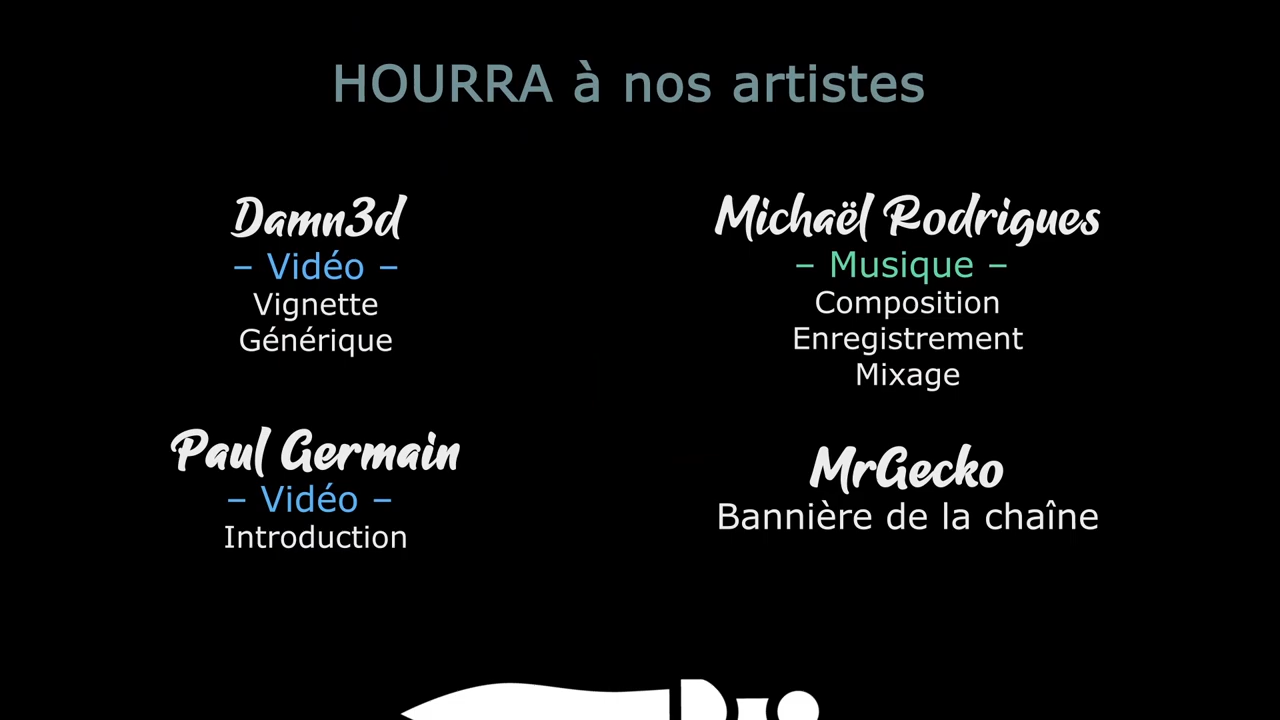 HOURRA à nos artistes
Damn3d
– Vidéo –
Vignette
Générique
Michaël Rodrigues
– Musique –
Composition
Enregistrement
Mixage
Paul Germain
– Vidéo –
Introduction
MrGecko
Bannière de la chaîne